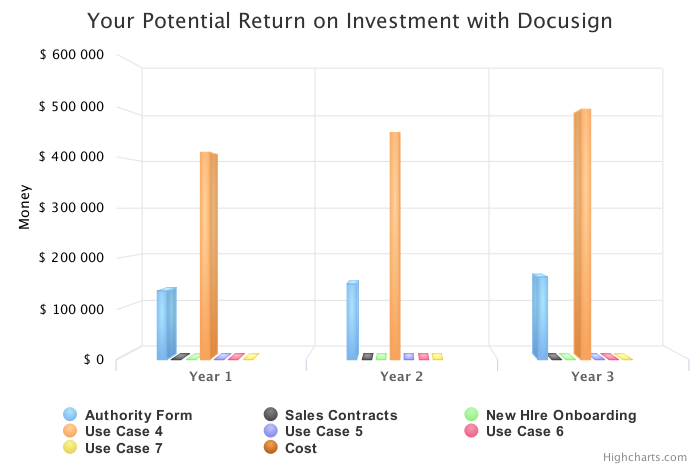 Your Potential Return on Investment with Docusign
$ 600 000
$ 500 000
$ 400 000
$ 300 000
$ 200 000
$ 100 000
$ 0
Money
Year 1 Year 2 Year 3
Authority Form Sales Contracts New HIre Onboarding
Use Case 4 Use Case 5 Use Case 6
Use Case 7 Cost
Highcharts.com